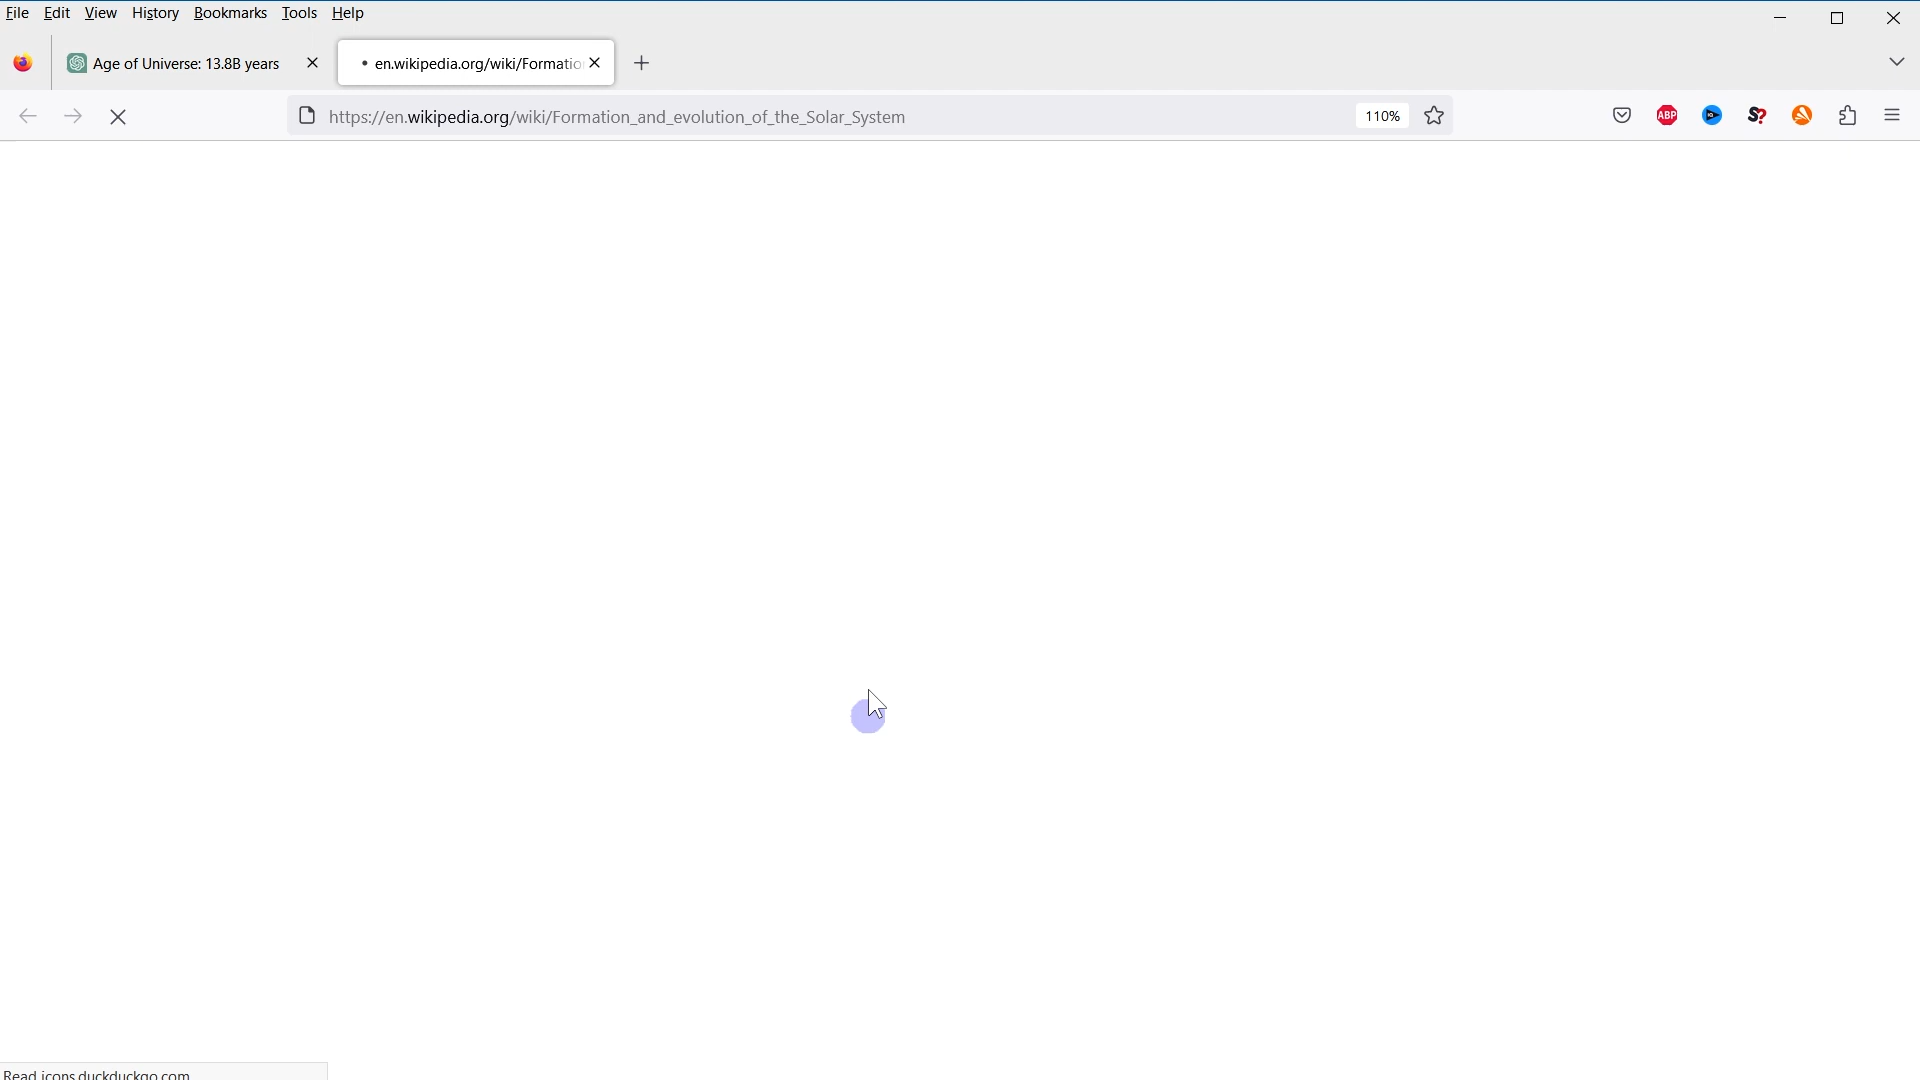 File Edit View History Bookmarks Tools Help
Age of Universe: 13.8B years
en.wikipedia.org/wiki/Formatio
https://en.wikipedia.org/wiki/Formation_and_evolution_of_the_Solar_System 110%
ABP
S?
Read icons.duckduckgo.com